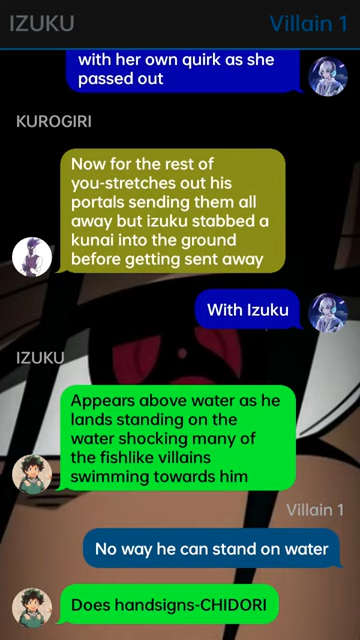 IZUKU
Villain 1
with her own quirk as she
passed out
KUROGIRI
Now for the rest of
you-stretches out his
portals sending them all
away but izuku stabbed a
kunai into the ground
before getting sent away
With Izuku
IZUKU
Appears above water as he
lands standing on the
water shocking many of
the fishlike villains
swimming towards him
Villain 1
No way he can stand on water
Does handsigns-CHIDORI